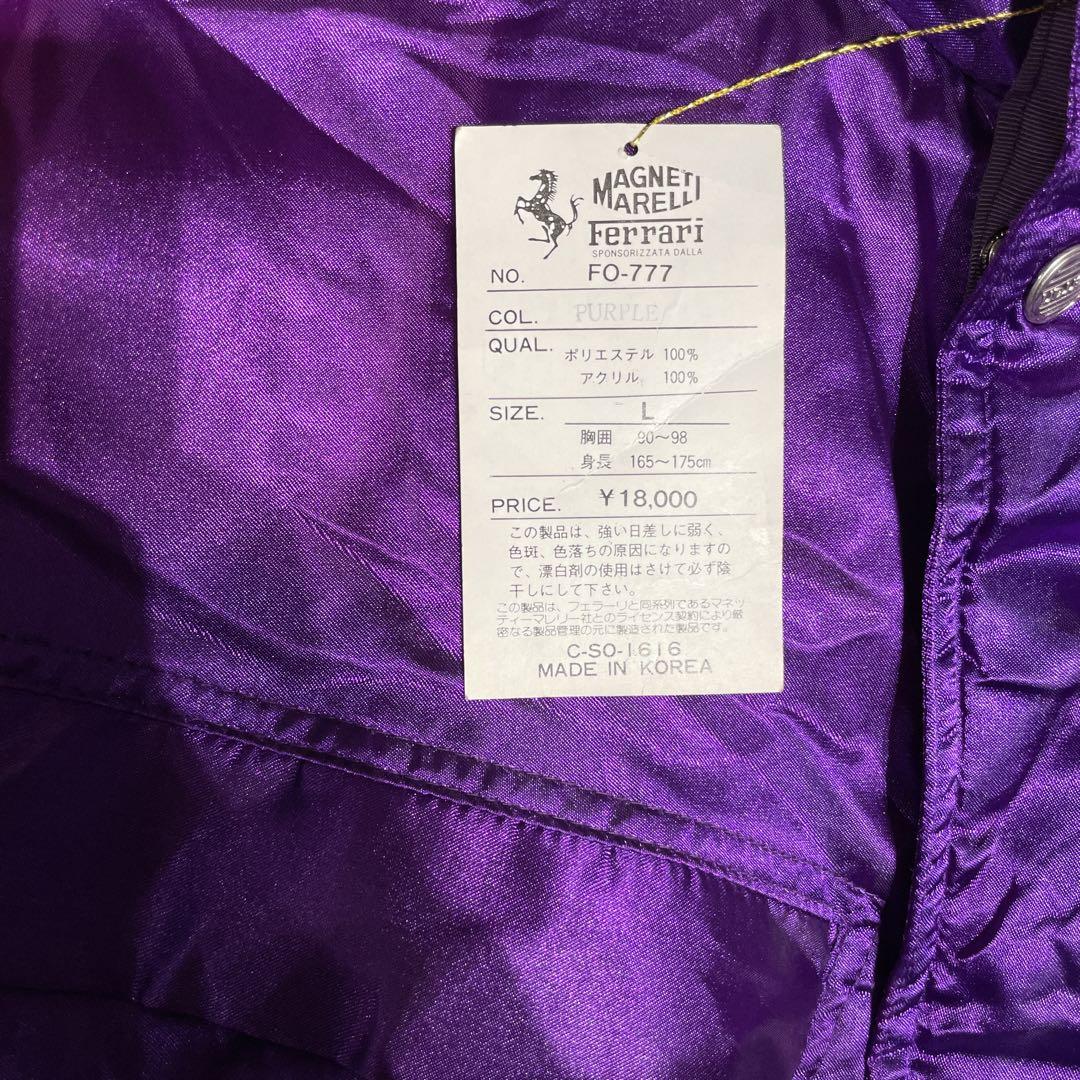 MAGNETI
MARELLI
Ferrari
SPONSORIZZATA DALLA
NO. FO-777
COL. PURPLE
QUAL. ポリエステル 100%
アクリル 100%
SIZE. L
胸囲 90〜98
身長 165〜175cm
PRICE. ¥18,000
この製品は、強い日差しに弱く、
色斑、色落ちの原因になりますの
で、漂白剤の使用はさけて必ず陰
干しにして下さい。
この製品は、フェラーリと同系列であるマネッ
ティーマレリー社とのライセンス契約により厳
密なる製品管理の元に製造された製品です。
C-SO-1616
MADE IN KOREA